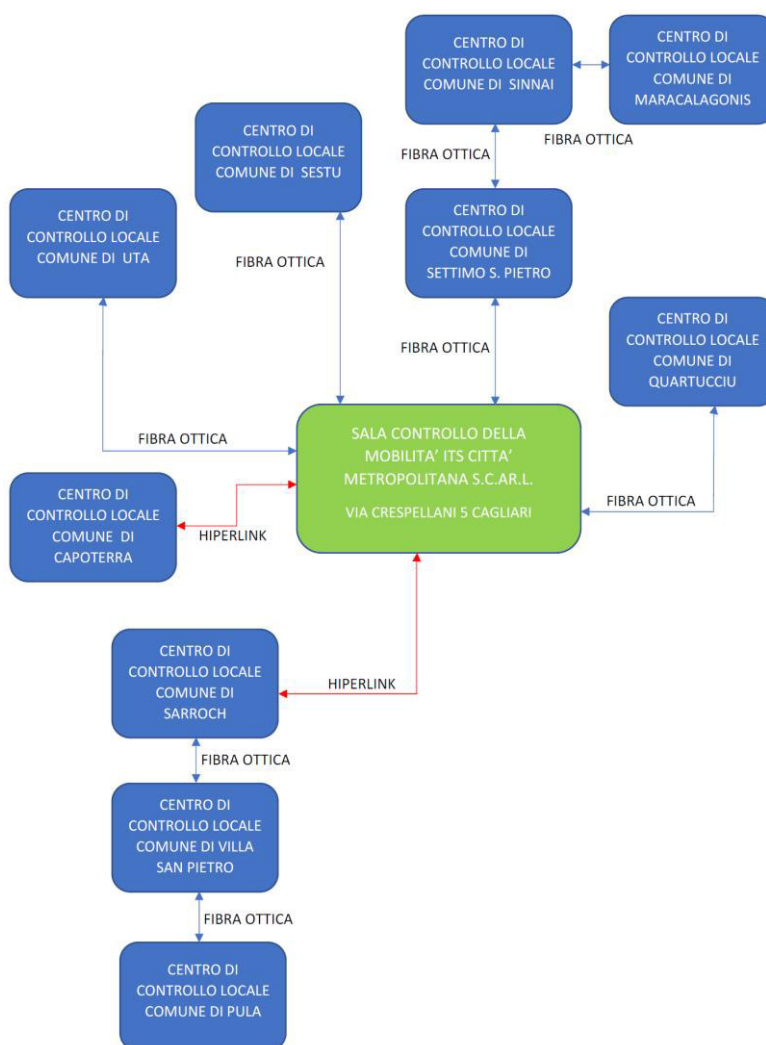 CENTRO DI
CONTROLLO LOCALE
COMUNE DI SINNAI
CENTRO DI
CONTROLLO LOCALE
COMUNE DI
MARACALAGONIS
FIBRA OTTICA
FIBRA OTTICA
CENTRO DI
CONTROLLO LOCALE
COMUNE DI SESTU
CENTRO DI
CONTROLLO LOCALE
COMUNE DI UTA
CENTRO DI
CONTROLLO LOCALE
COMUNE DI
SETTIMO S. PIETRO
FIBRA OTTICA
FIBRA OTTICA
CENTRO DI
CONTROLLO LOCALE
COMUNE DI
QUARTUCCIU
FIBRA OTTICA
SALA CONTROLLO DELLA
MOBILITA' ITS CITTA'
METROPOLITANA S.C.AR.L.
VIA CRESPELLANI 5 CAGLIARI
FIBRA OTTICA
CENTRO DI
CONTROLLO LOCALE
COMUNE DI
CAPOTERRA
HIPERLINK
CENTRO DI
CONTROLLO LOCALE
COMUNE DI
SARROCH
HIPERLINK
FIBRA OTTICA
CENTRO DI
CONTROLLO LOCALE
COMUNE DI VILLA
SAN PIETRO
FIBRA OTTICA
CENTRO DI
CONTROLLO LOCALE
COMUNE DI PULA